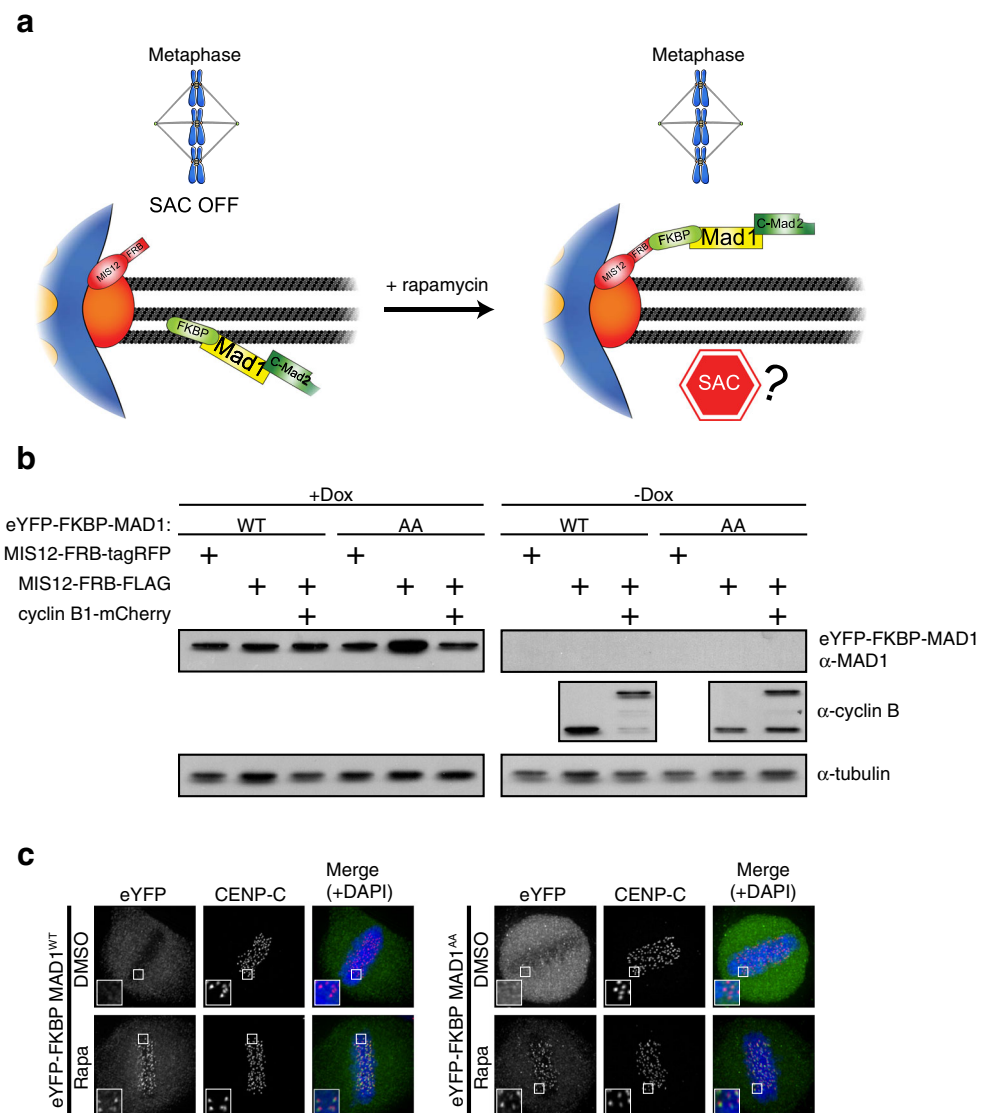 a
Metaphase
SAC OFF
MIS12
FRB
FKBP
Mad1
C-Mad2
+ rapamycin
Metaphase
MIS12
FRB
FKBP
Mad1
C-Mad2
SAC
?
b
+Dox
-Dox
eYFP-FKBP-MAD1: WT AA WT AA
MIS12-FRB-tagRFP + + + +
MIS12-FRB-FLAG + + + + + + + +
cyclin B1-mCherry + + + +
eYFP-FKBP-MAD1
α-MAD1
α-cyclin B
α-tubulin
c
eYFP CENP-C Merge
(+DAPI)
eYFP-FKBP MAD1WT
DMSO
Rapa
eYFP CENP-C Merge
(+DAPI)
eYFP-FKBP MAD1AA
DMSO
Rapa